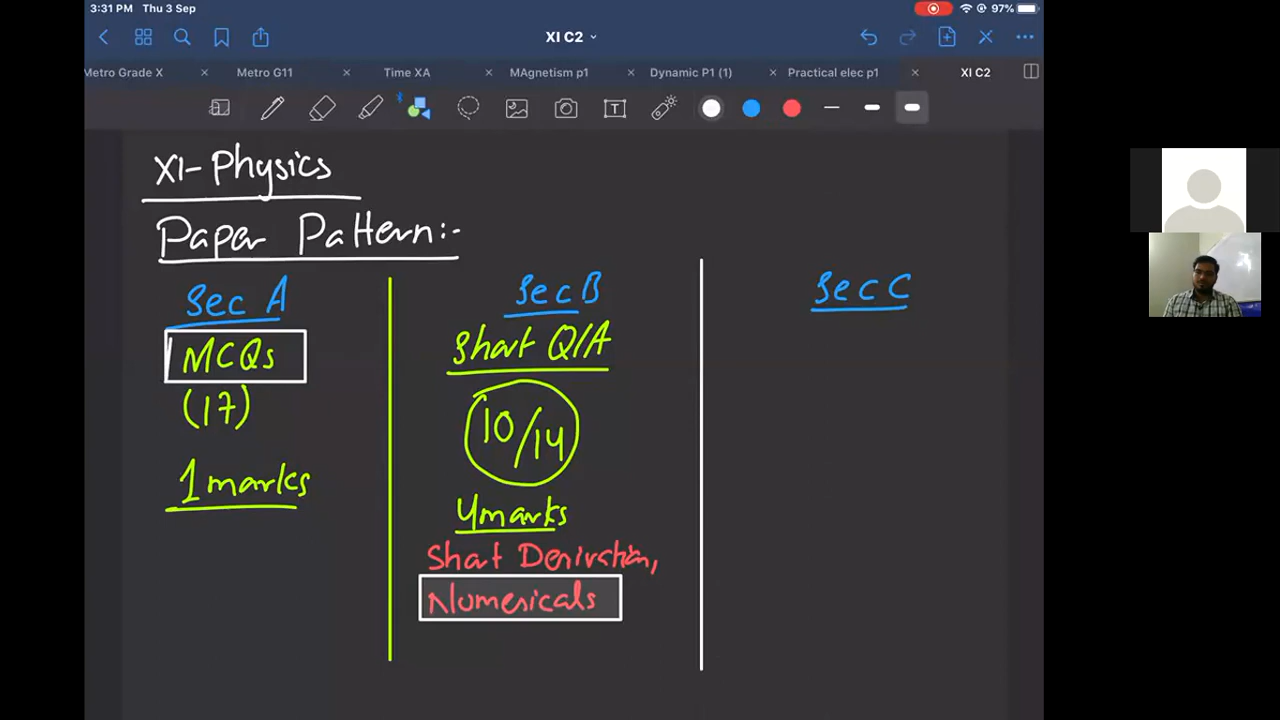 3:31 PM Thu 3 Sep
97%
XI C2
Metro Grade X
Metro G11
Time XA
MAgnetism p1
Dynamic P1 (1)
Practical elec p1
XI C2
XI-Physics
Paper Pattern:-
Sec A
MCQs
(17)
1 marks
Sec B
Short Q/A
10/14
4marks
Short Derivation,
Numericals
Sec C